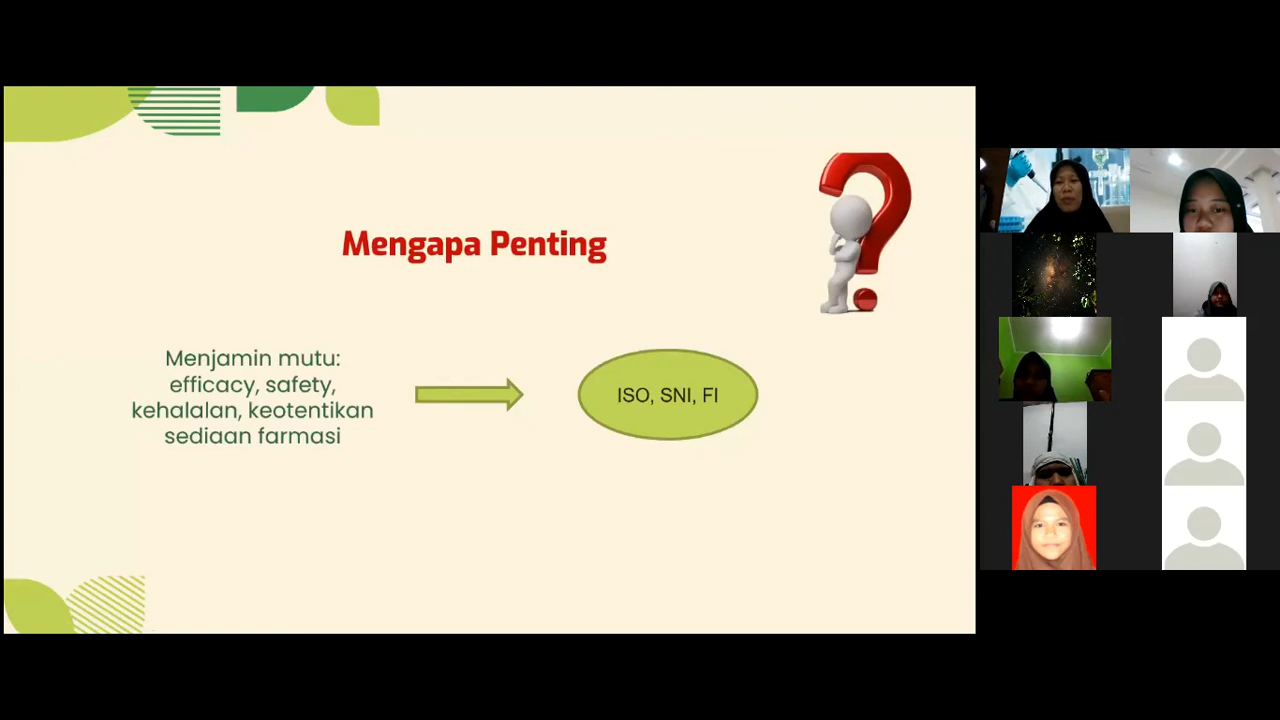 Mengapa Penting
Menjamin mutu:
efficacy, safety,
kehalalan, keotentikan
sediaan farmasi
ISO, SNI, FI